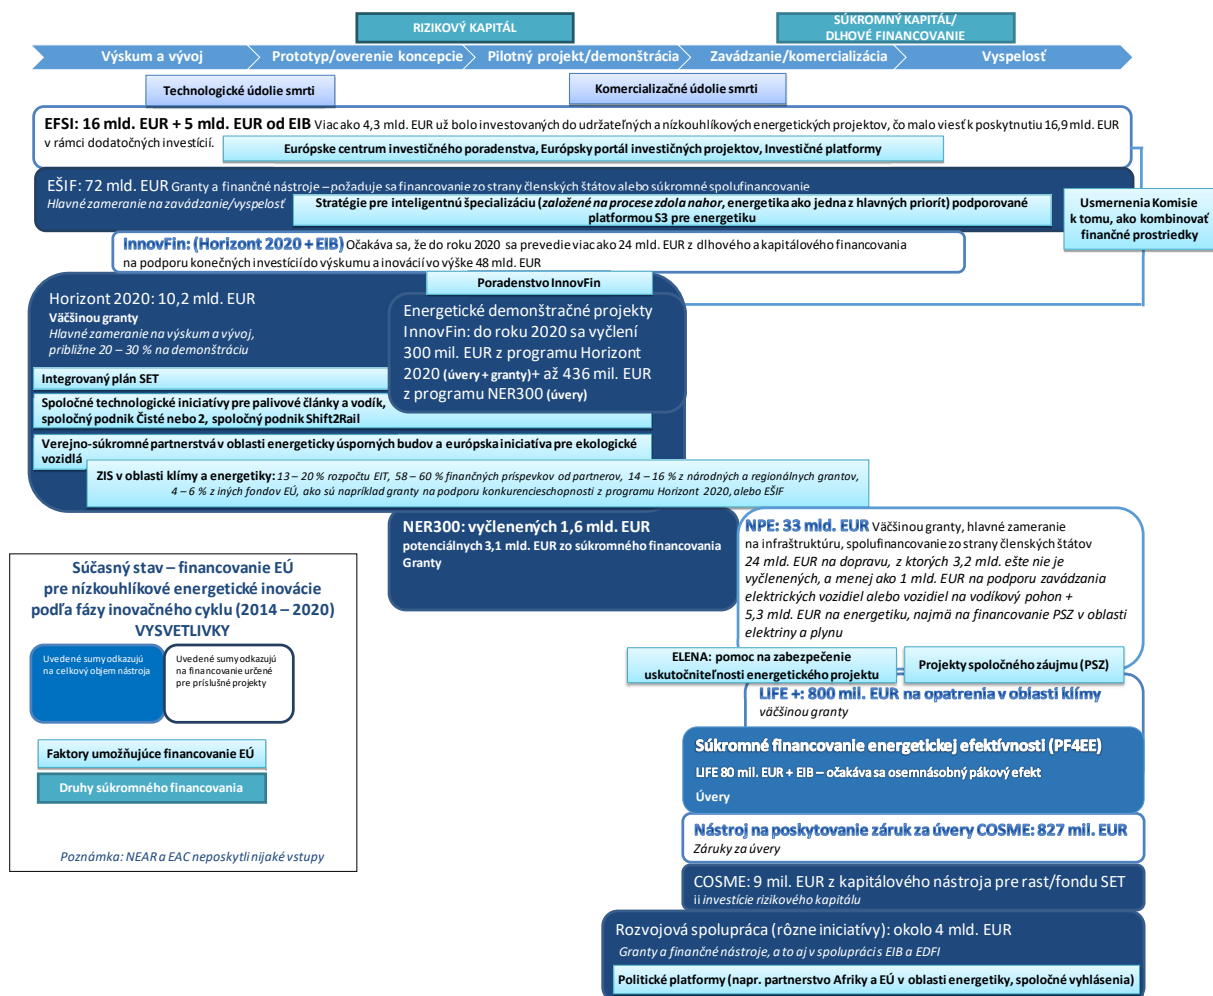 RIZIKOVÝ KAPITÁL
SÚKROMNÝ KAPITÁL/
DLHOVÉ FINANCOVANIE
Výskum a vývoj
Prototyp/overenie koncepcie
Pilotný projekt/demonštrácia
Zavádzanie/komercializácia
Vyspelosť
Technologické údolie smrti
Komercializačné údolie smrti
EFSI: 16 mld. EUR + 5 mld. EUR od EIB Viac ako 4,3 mld. EUR už bolo investovaných do udržateľných a nízkouhlíkových energetických projektov, čo malo viesť k poskytnutiu 16,9 mld. EUR
v rámci dodatočných investícií.
Európske centrum investičného poradenstva, Európsky portál investičných projektov, Investičné platformy
EŠIF: 72 mld. EUR Granty a finančné nástroje – požaduje sa financovanie zo strany členských štátov alebo súkromné spolufinancovanie
Hlavné zameranie na zavádzanie/vyspelosť
Stratégie pre inteligentnú špecializáciu (založené na prístupe zdola nahor, energetika ako jedna z hlavných priorít) podporované
platformou S3 pre energetiku
Usmernenia Komisie
k tomu, ako kombinovať
finančné prostriedky
InnovFin: (Horizont 2020 + EIB) Očakáva sa, že do roku 2020 sa prevedie viac ako 24 mld. EUR z dlhového a kapitálového financovania
na podporu konečných investícií do výskumu a inovácií vo výške 48 mld. EUR
Poradenstvo InnovFin
Horizont 2020: 10,2 mld. EUR
Väčšinou granty
Hlavné zameranie na výskum a vývoj,
približne 20 – 30 % na demonštráciu
Energetické demonštračné projekty
InnovFin: do roku 2020 sa vyčlení
300 mil. EUR z programu Horizont
2020 (úvery + granty)+ až 436 mil. EUR
z programu NER300 (úvery)
Integrovaný plán SET
Spoločné technologické iniciatívy pre palivové články a vodík,
spoločný podnik Čisté nebo 2, spoločný podnik Shift2Rail
Verejno-súkromné partnerstvá v oblasti energeticky úsporných budov a európska iniciatíva pre ekologické
vozidlá
ZIS v oblasti klímy a energetiky: 13 – 20 % rozpočtu EIT, 58 – 60 % finančných príspevkov od partnerov, 14 – 16 % z národných a regionálnych grantov,
4 – 6 % z iných fondov EÚ, ako sú napríklad granty na podporu konkurencieschopnosti z programu Horizont 2020, alebo EŠIF
NER300: vyčlenených 1,6 mld. EUR
potenciálnych 3,1 mld. EUR zo súkromného financovania
Granty
NPE: 33 mld. EUR Väčšinou granty, hlavné zameranie
na infraštruktúru, spolufinancovanie zo strany členských štátov
24 mld. EUR na dopravu, z ktorých 3,2 mld. ešte nie je
vyčlenených, a menej ako 1 mld. EUR na podporu zavádzania
elektrických vozidiel alebo vozidiel na vodíkový pohon +
5,3 mld. EUR na energetiku, najmä na financovanie PSZ v oblasti
elektriny a plynu
ELENA: pomoc na zabezpečenie
uskutočniteľnosti energetického projektu
Projekty spoločného záujmu (PSZ)
LIFE +: 800 mil. EUR na opatrenia v oblasti klímy
väčšinou granty
Súkromné financovanie energetickej efektívnosti (PF4EE)
LIFE 80 mil. EUR + EIB – očakáva sa osemnásobný pákový efekt
Úvery
Nástroj na poskytovanie záruk za úvery COSME: 827 mil. EUR
Záruky za úvery
COSME: 9 mil. EUR z kapitálového nástroja pre rast/fondu SET
ii investície rizikového kapitálu
Rozvojová spolupráca (rôzne iniciatívy): okolo 4 mld. EUR
Granty a finančné nástroje, a to aj v spolupráci s EIB a EDFI
Politické platformy (napr. partnerstvo Afriky a EÚ v oblasti energetiky, spoločné vyhlásenia)
Súčasný stav – financovanie EÚ
pre nízkouhlíkové energetické inovácie
podľa fázy inovačného cyklu (2014 – 2020)
VYSVETLIVKY
Uvedené sumy odkazujú
na celkový objem nástroja
Uvedené sumy odkazujú
na financovanie určené
pre príslušné projekty
Faktory umožňujúce financovanie EÚ
Druhy súkromného financovania
Poznámka: NEAR a EAC neposkytli nijaké vstupy